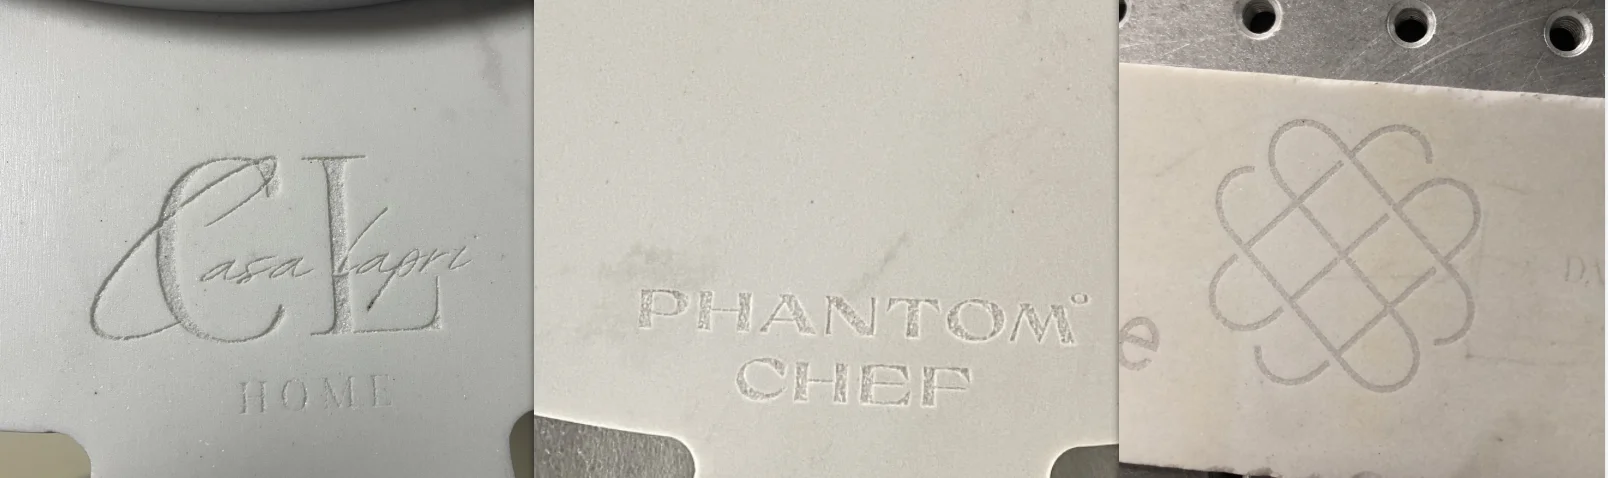 CL
Casa Capri
HOME
PHANTOM°
CHEF
e